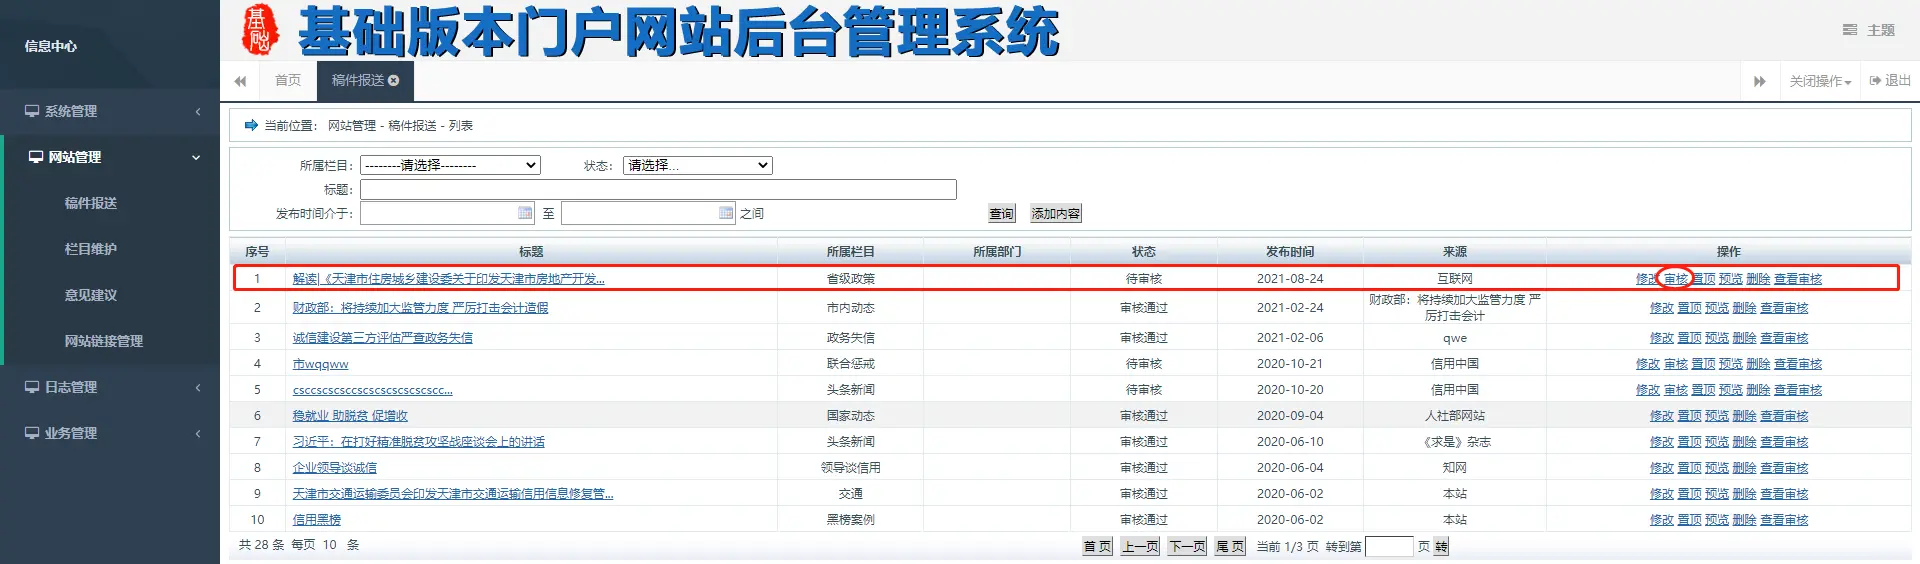 信息中心
基础
基础版本门户网站后台管理系统
主题
首页
稿件报送
关闭操作
退出
系统管理
网站管理
稿件报送
栏目维护
意见建议
网站链接管理
日志管理
业务管理
当前位置： 网站管理 - 稿件报送 - 列表
所属栏目： --------请选择-------- 状态： 请选择...
标题：
发布时间介于： 至 之间 查询 添加内容
序号 标题 所属栏目 所属部门 状态 发布时间 来源 操作
1 解读|《天津市住房城乡建设委关于印发天津市房地产开发... 省级政策 待审核 2021-08-24 互联网 修改 审核 置顶 预览 删除 查看审核
2 财政部：将持续加大监管力度 严厉打击会计造假 市内动态 审核通过 2021-02-24 财政部：将持续加大监管力度 严
厉打击会计 修改 置顶 预览 删除 查看审核
3 诚信建设第三方评估严查政务失信 政务失信 审核通过 2021-02-06 qwe 修改 置顶 预览 删除 查看审核
4 市wqqww 联合惩戒 待审核 2020-10-21 信用中国 修改 审核 置顶 预览 删除 查看审核
5 csccscscsccscscscscscscc... 头条新闻 待审核 2020-10-20 信用中国 修改 审核 置顶 预览 删除 查看审核
6 稳就业 助脱贫 促增收 国家动态 审核通过 2020-09-04 人社部网站 修改 置顶 预览 删除 查看审核
7 习近平：在打好精准脱贫攻坚战座谈会上的讲话 头条新闻 审核通过 2020-06-10 《求是》杂志 修改 置顶 预览 删除 查看审核
8 企业领导谈诚信 领导谈信用 审核通过 2020-06-04 知网 修改 置顶 预览 删除 查看审核
9 天津市交通运输委员会印发天津市交通运输信用信息修复管... 交通 审核通过 2020-06-02 本站 修改 置顶 预览 删除 查看审核
10 信用黑榜 黑榜案例 审核通过 2020-06-02 本站 修改 置顶 预览 删除 查看审核
共 28 条 每页 10 条 首 页 上一页 下一页 尾 页 当前 1/3 页 转到第 页 转